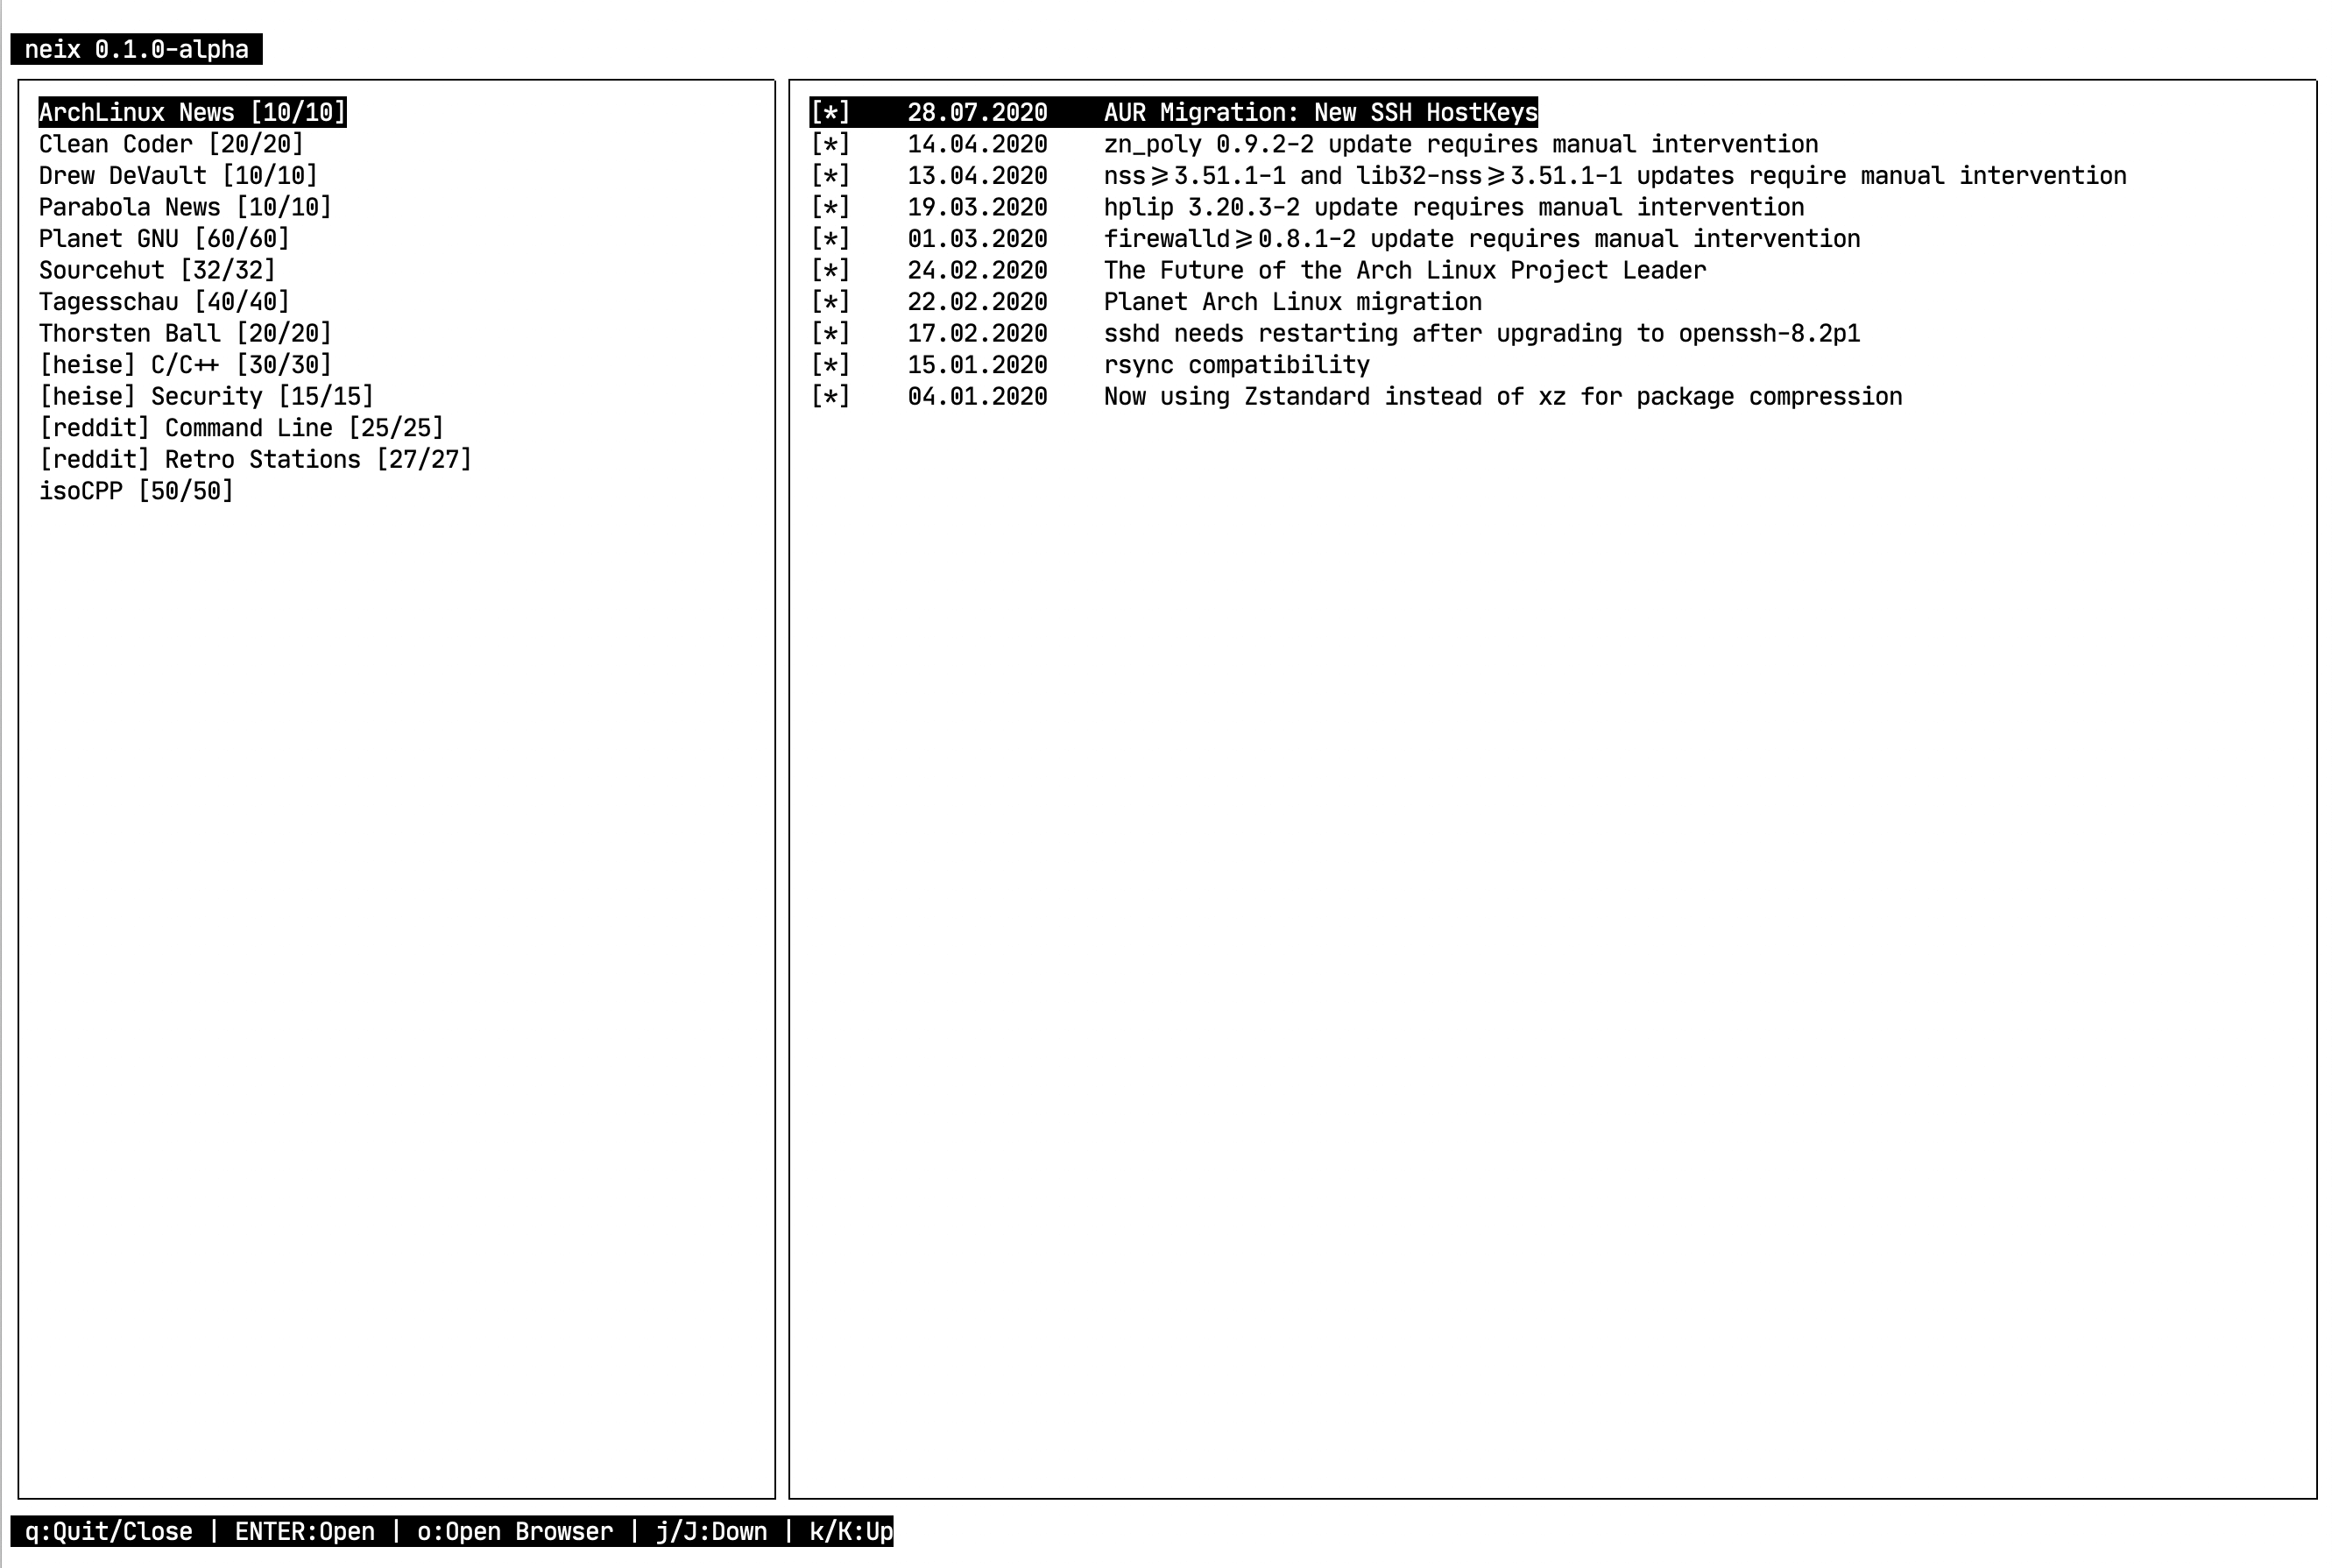 neix 0.1.0-alpha
ArchLinux News [10/10]
Clean Coder [20/20]
Drew DeVault [10/10]
Parabola News [10/10]
Planet GNU [60/60]
Sourcehut [32/32]
Tagesschau [40/40]
Thorsten Ball [20/20]
[heise] C/C++ [30/30]
[heise] Security [15/15]
[reddit] Command Line [25/25]
[reddit] Retro Stations [27/27]
isoCPP [50/50]
[*] 28.07.2020 AUR Migration: New SSH HostKeys
[*] 14.04.2020 zn_poly 0.9.2-2 update requires manual intervention
[*] 13.04.2020 nss>=3.51.1-1 and lib32-nss>=3.51.1-1 updates require manual intervention
[*] 19.03.2020 hplip 3.20.3-2 update requires manual intervention
[*] 01.03.2020 firewalld>=0.8.1-2 update requires manual intervention
[*] 24.02.2020 The Future of the Arch Linux Project Leader
[*] 22.02.2020 Planet Arch Linux migration
[*] 17.02.2020 sshd needs restarting after upgrading to openssh-8.2p1
[*] 15.01.2020 rsync compatibility
[*] 04.01.2020 Now using Zstandard instead of xz for package compression
q:Quit/Close | ENTER:Open | o:Open Browser | j/J:Down | k/K:Up